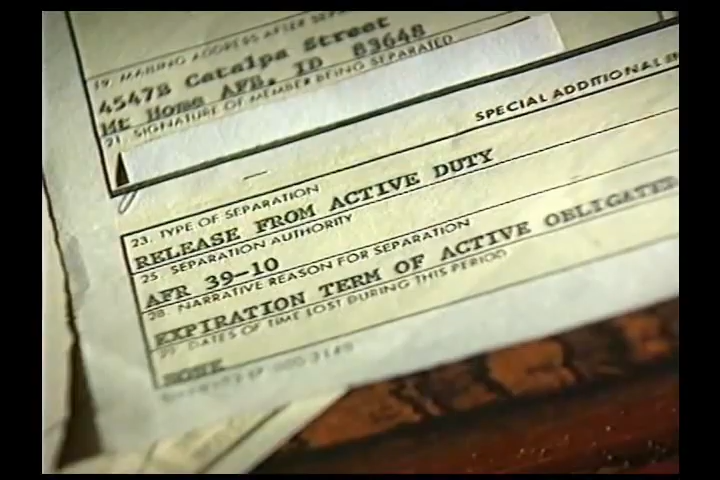 19. MAILING ADDRESS AFTER SEPARATION
4547B Catalpa Street
Mt Home AFB, ID 83648
21. SIGNATURE OF MEMBER BEING SEPARATED
SPECIAL ADDITIONAL
23. TYPE OF SEPARATION
RELEASE FROM ACTIVE DUTY
25. SEPARATION AUTHORITY
AFR 39-10
28. NARRATIVE REASON FOR SEPARATION
EXPIRATION TERM OF ACTIVE OBLIGATED
29. DATES OF TIME LOST DURING THIS PERIOD
NONE